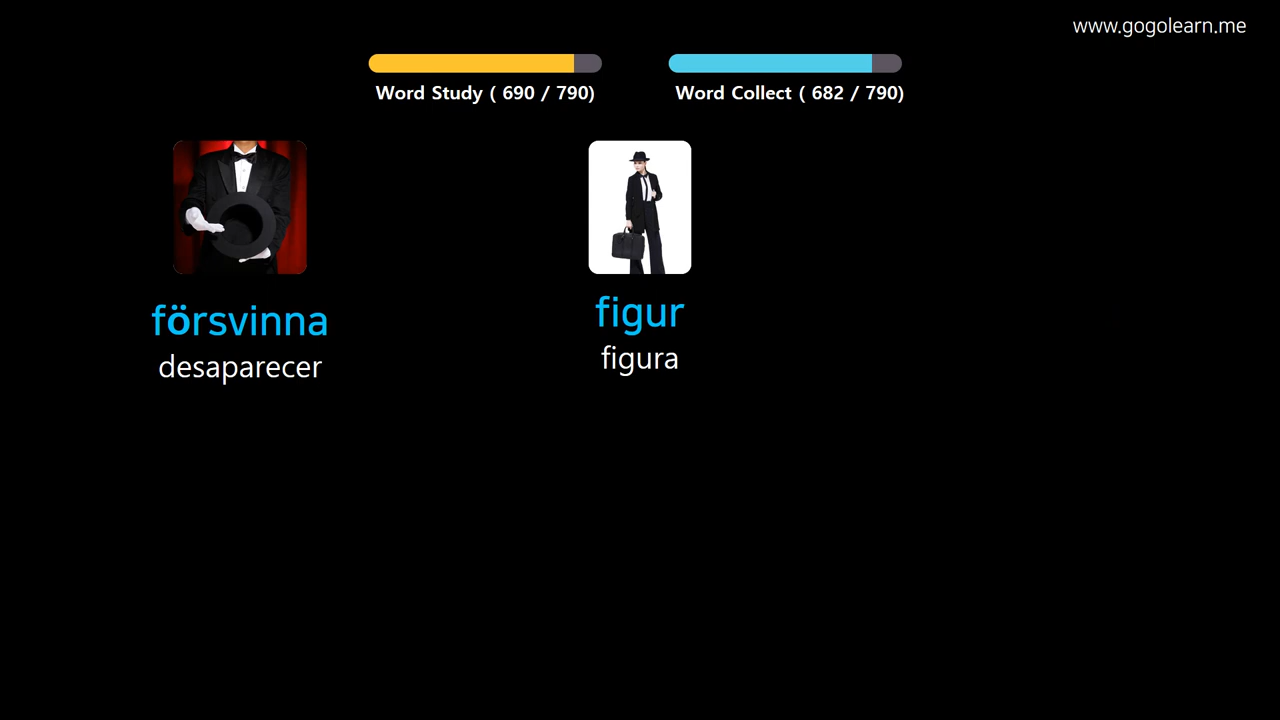 www.gogolearn.me
Word Study ( 690 / 790)
Word Collect ( 682 / 790)
försvinna
desaparecer
figur
figura